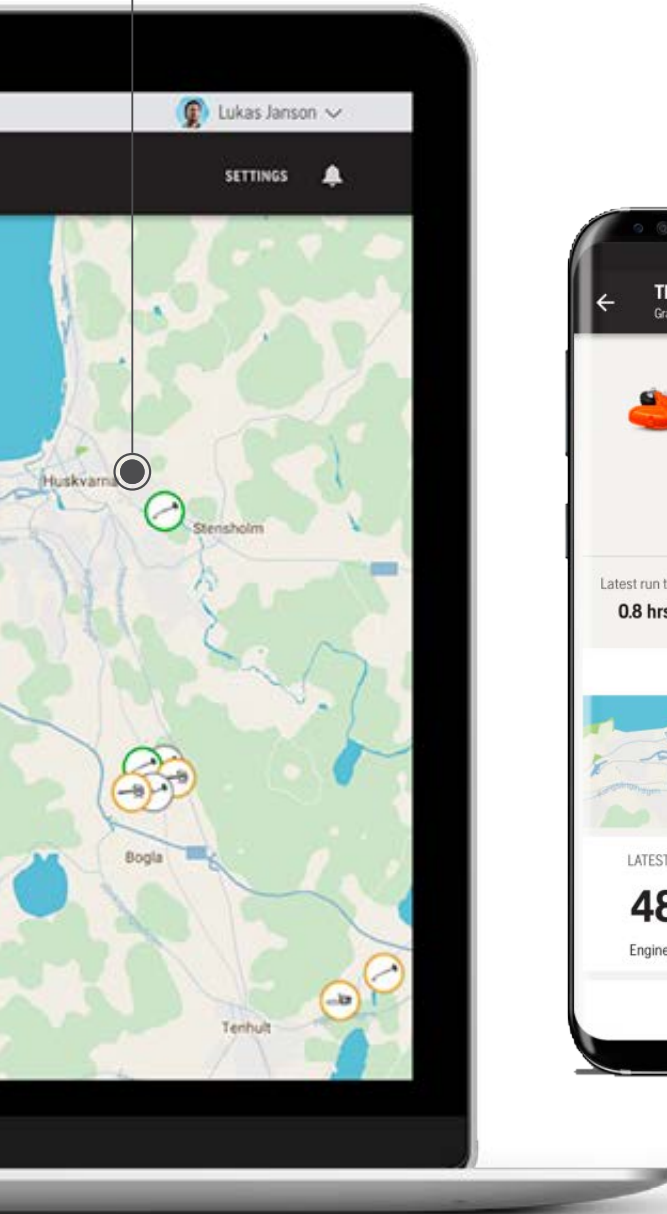 Lukas Janson
SETTINGS
Huskvarna
Stensholm
Bogla
Tenhult
Latest run
0.8 hrs
LATEST
48
Engine